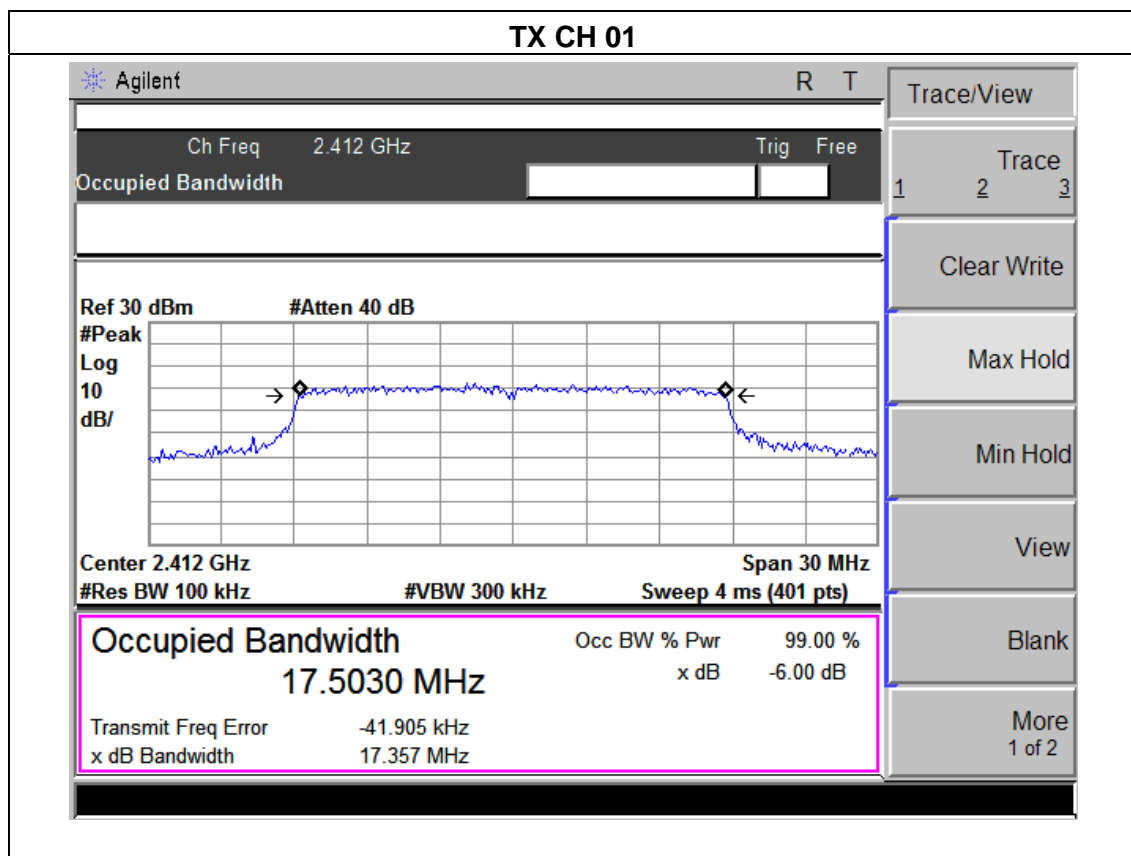 TX CH 01
Agilent R T
Trace/View
Ch Freq 2.412 GHz Trig Free
Occupied Bandwidth
Trace
1 2 3
Clear Write
Ref 30 dBm #Atten 40 dB
#Peak
Log
10
dB/
Max Hold
Min Hold
View
Center 2.412 GHz Span 30 MHz
#Res BW 100 kHz #VBW 300 kHz Sweep 4 ms (401 pts)
Occupied Bandwidth Occ BW % Pwr 99.00 %
17.5030 MHz x dB -6.00 dB
Blank
Transmit Freq Error -41.905 kHz
x dB Bandwidth 17.357 MHz
More
1 of 2